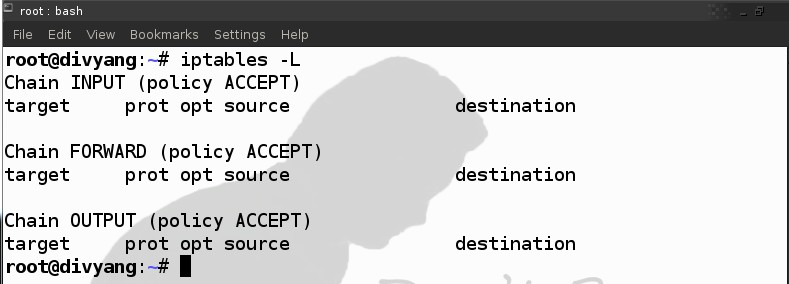 root : bash
File Edit View Bookmarks Settings Help
root@divyang:~# iptables -L
Chain INPUT (policy ACCEPT)
target     prot opt source               destination
Chain FORWARD (policy ACCEPT)
target     prot opt source               destination
Chain OUTPUT (policy ACCEPT)
target     prot opt source               destination
root@divyang:~#